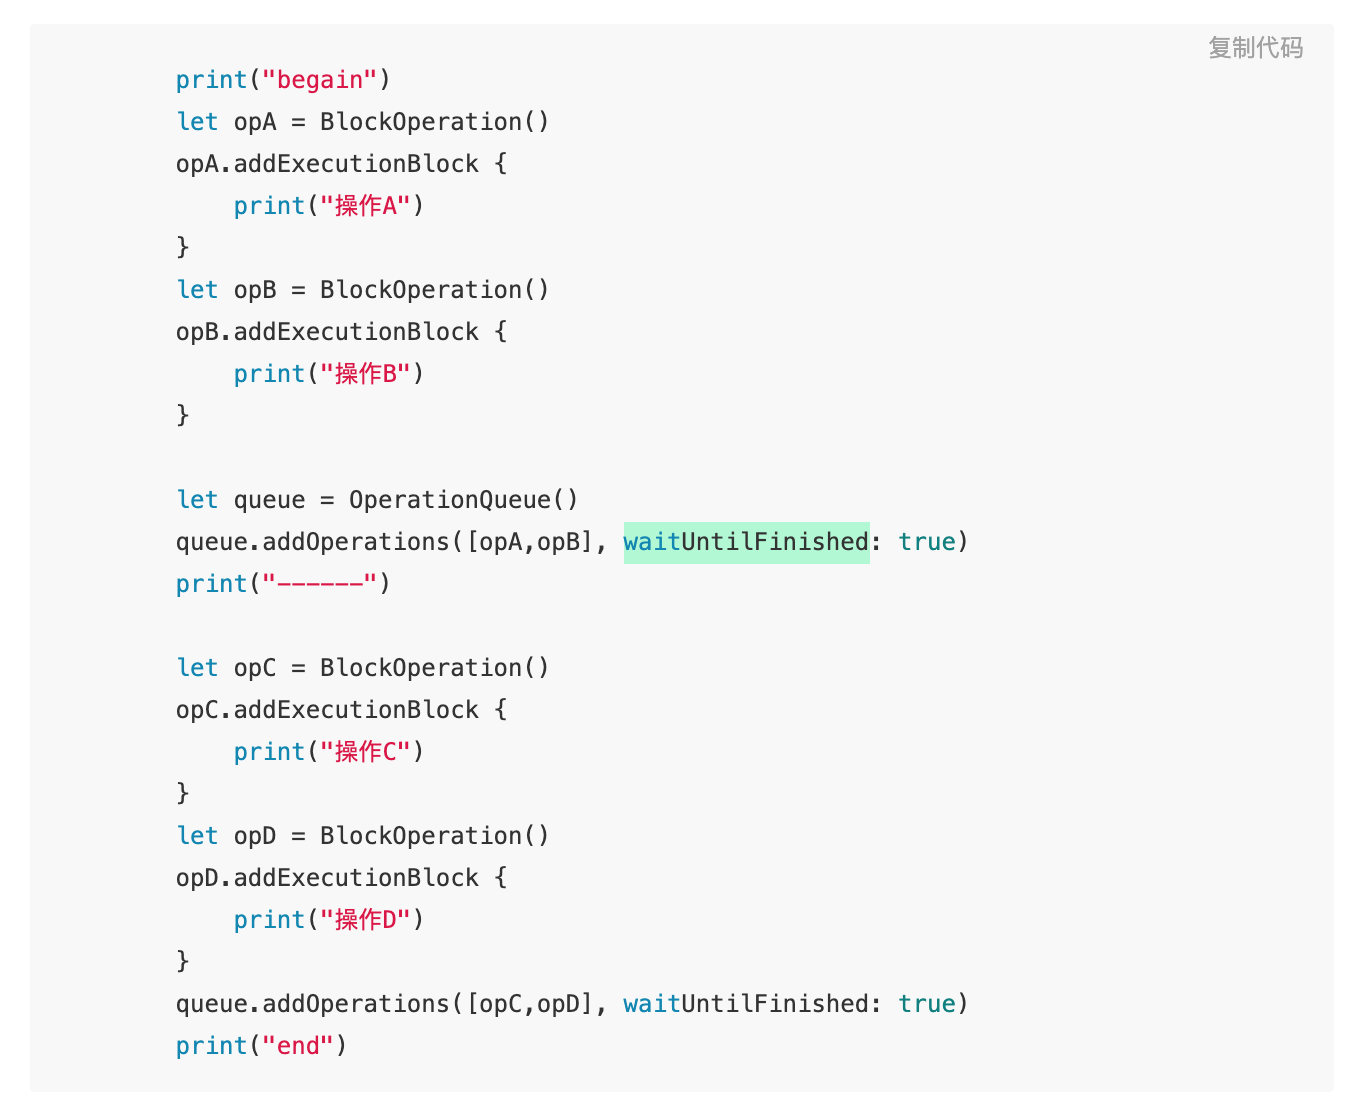 复制代码
print("begain")
let opA = BlockOperation()
opA.addExecutionBlock {
    print("操作A")
}
let opB = BlockOperation()
opB.addExecutionBlock {
    print("操作B")
}
let queue = OperationQueue()
queue.addOperations([opA,opB], waitUntilFinished: true)
print("------")
let opC = BlockOperation()
opC.addExecutionBlock {
    print("操作C")
}
let opD = BlockOperation()
opD.addExecutionBlock {
    print("操作D")
}
queue.addOperations([opC,opD], waitUntilFinished: true)
print("end")